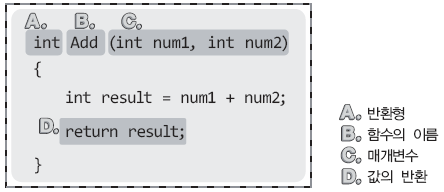 A. B. C.
int Add (int num1, int num2)
{
int result = num1 + num2;
D. return result;
}
A. 반환형
B. 함수의 이름
C. 매개변수
D. 값의 반환